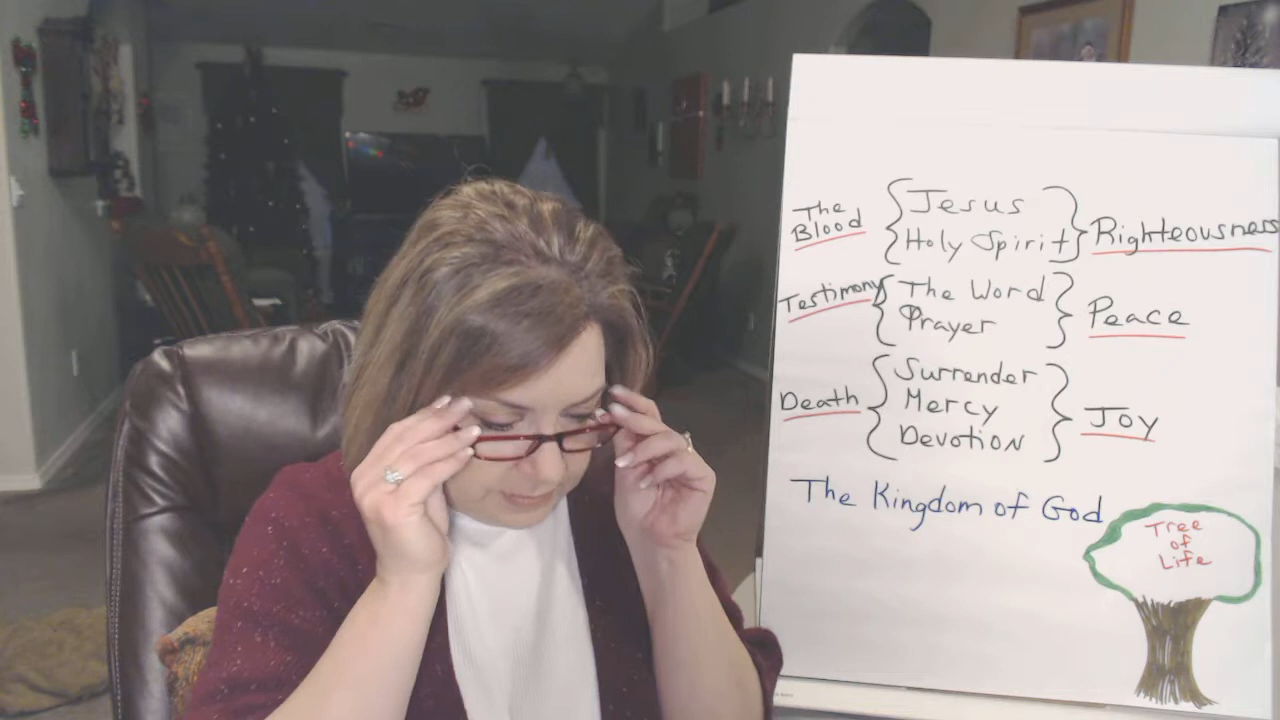 The Blood { Jesus } Righteousness
Holy Spirit
Testimony { The Word } Peace
Prayer
Death { Surrender } Joy
Mercy
Devotion
The Kingdom of God
Tree
of
Life